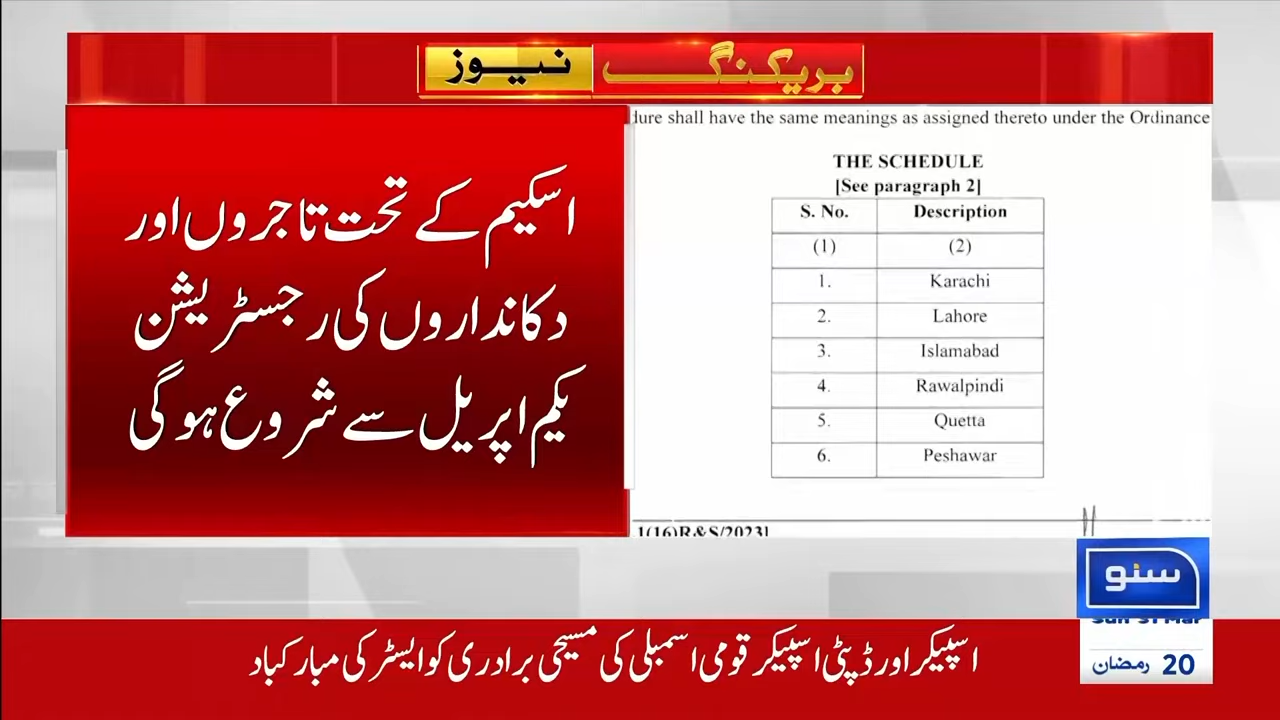 بریکنگ نیوز
اسکیم کے تحت تاجروں اور
دکانداروں کی رجسٹریشن
یکم اپریل سے شروع ہوگی
dure shall have the same meanings as assigned thereto under the Ordinance
THE SCHEDULE
[See paragraph 2]
S. No. Description
(1) (2)
1. Karachi
2. Lahore
3. Islamabad
4. Rawalpindi
5. Quetta
6. Peshawar
1(16)R&S/2023]
سنو
Sun 31 Mar
20 رمضان
اسپیکر اور ڈپٹی اسپیکر قومی اسمبلی کی مسیحی برادری کو ایسٹر کی مبارکباد